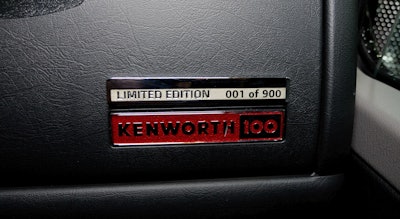 LIMITED EDITION 001 of 900
KENWORTH 100